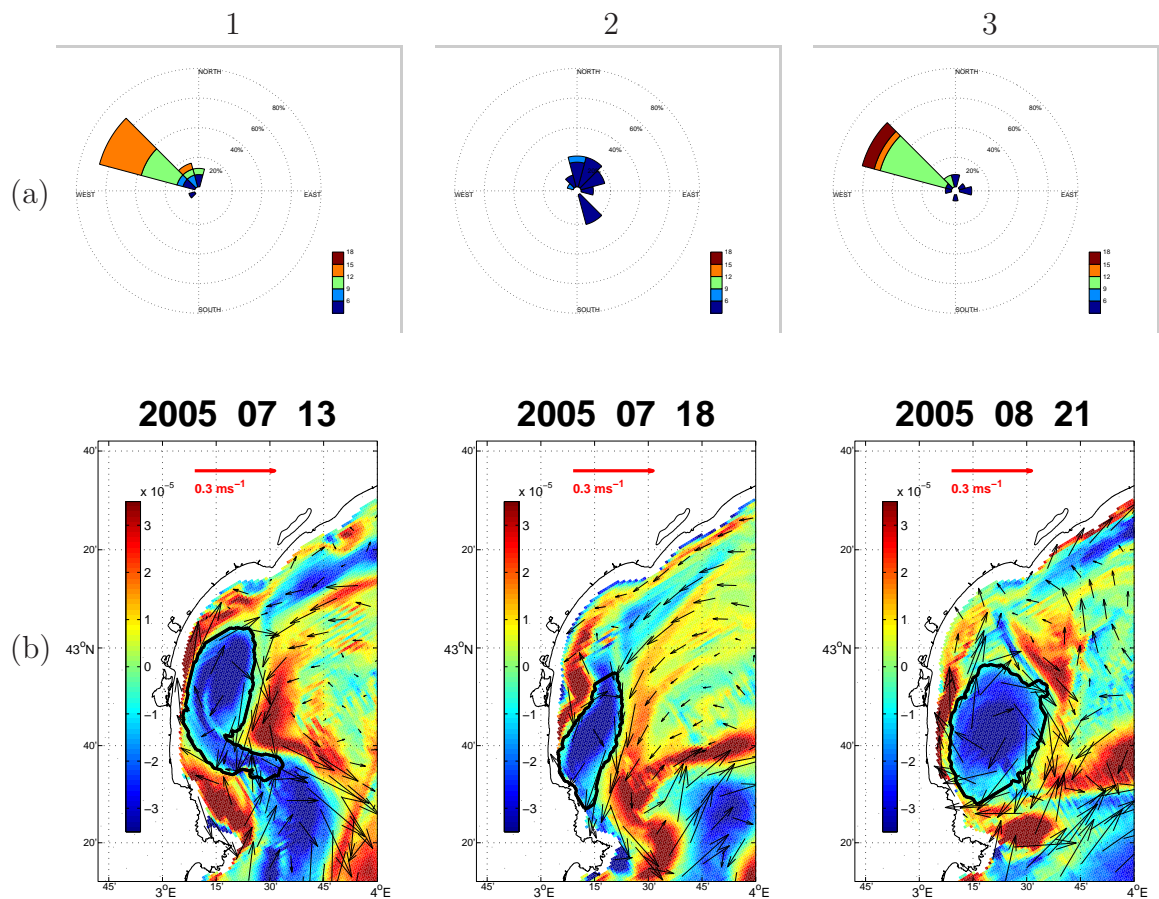 1 2 3
(a)
NORTH
80%
60%
40%
20%
WEST
EAST
18
15
12
9
6
SOUTH
NORTH
80%
60%
40%
20%
WEST
EAST
18
15
12
9
6
SOUTH
NORTH
80%
60%
40%
20%
WEST
EAST
18
15
12
9
6
SOUTH
(b)
2005 07 13
40'
0.3 ms⁻¹
x 10⁻⁵
3
2
1
0
−1
−2
−3
20'
43°N
40'
20'
45' 3°E 15' 30' 45' 4°E
2005 07 18
0.3 ms⁻¹
x 10⁻⁵
3
2
1
0
−1
−2
−3
45' 3°E 15' 30' 45' 4°E
2005 08 21
0.3 ms⁻¹
x 10⁻⁵
3
2
1
0
−1
−2
−3
45' 3°E 15' 30' 45' 4°E